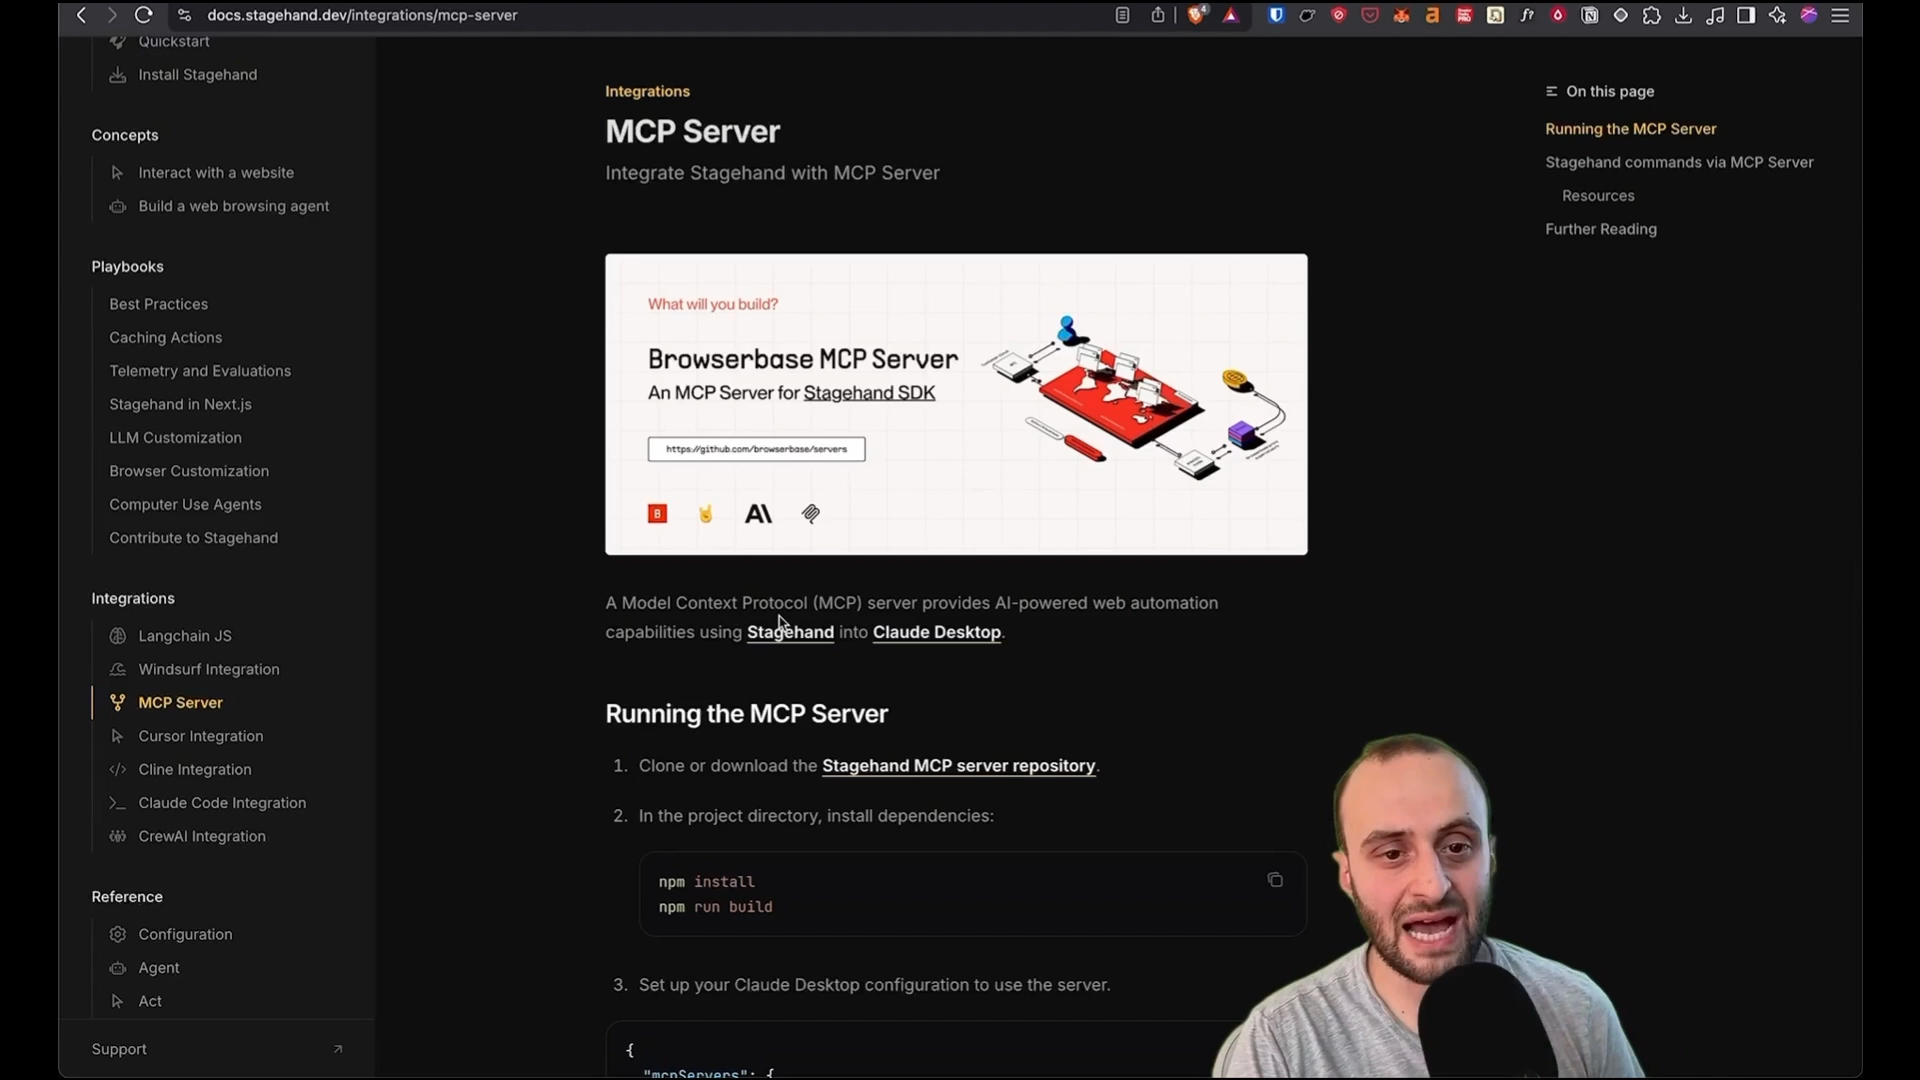 docs.stagehand.dev/integrations/mcp-server
Quickstart
Install Stagehand
Concepts
Interact with a website
Build a web browsing agent
Playbooks
Best Practices
Caching Actions
Telemetry and Evaluations
Stagehand in Next.js
LLM Customization
Browser Customization
Computer Use Agents
Contribute to Stagehand
Integrations
Langchain JS
Windsurf Integration
MCP Server
Cursor Integration
Cline Integration
Claude Code Integration
CrewAI Integration
Reference
Configuration
Agent
Act
Support
Integrations
MCP Server
Integrate Stagehand with MCP Server
What will you build?
Browserbase MCP Server
An MCP Server for Stagehand SDK
https://github.com/browserbase/servers
B
A Model Context Protocol (MCP) server provides AI-powered web automation
capabilities using Stagehand into Claude Desktop.
Running the MCP Server
1. Clone or download the Stagehand MCP server repository.
2. In the project directory, install dependencies:
npm install
npm run build
3. Set up your Claude Desktop configuration to use the server.
{
"mcpServers": {
On this page
Running the MCP Server
Stagehand commands via MCP Server
Resources
Further Reading